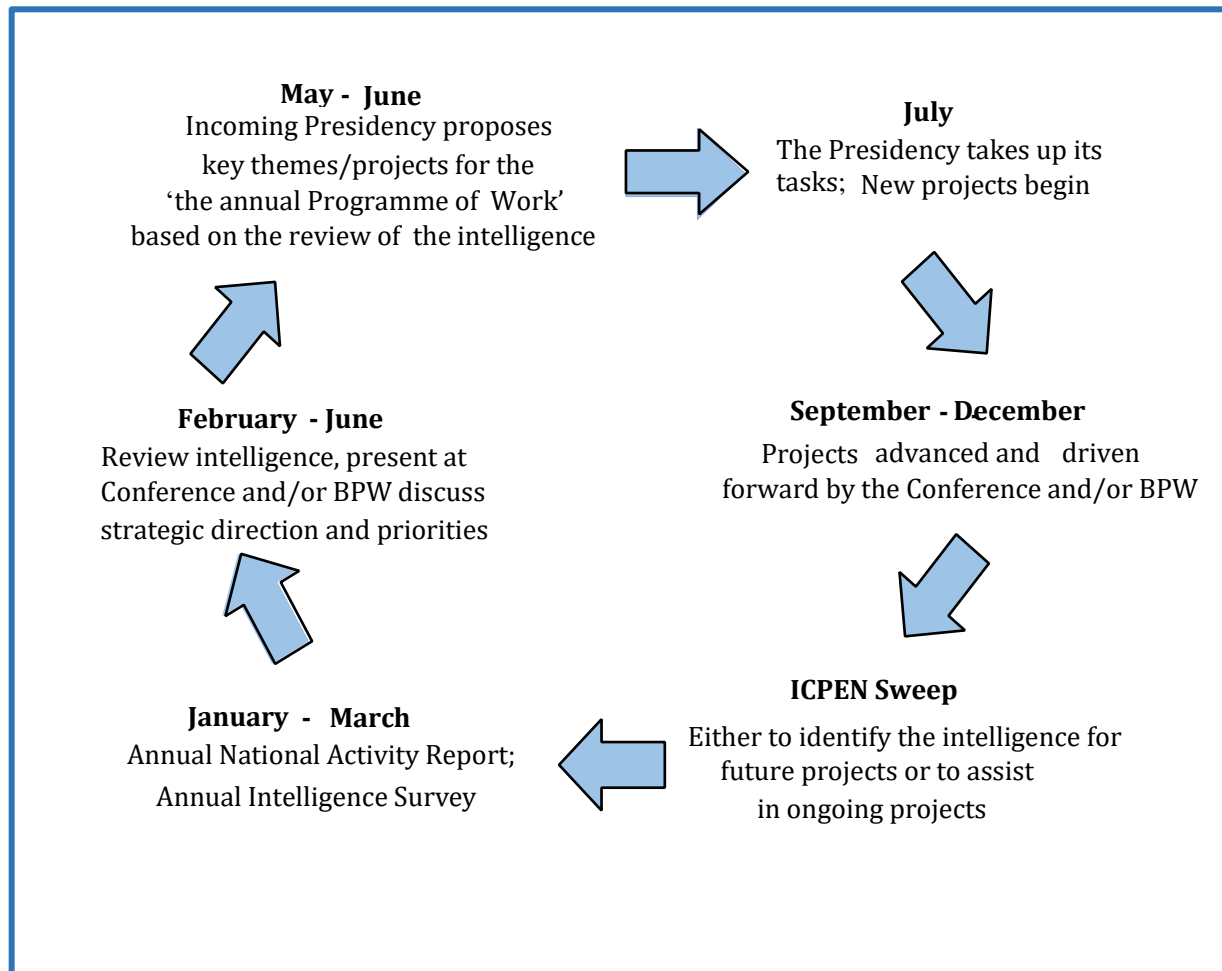 May - June
Incoming Presidency proposes
key themes/projects for the
‘the annual Programme of Work’
based on the review of the intelligence
July
The Presidency takes up its
tasks; New projects begin
September - December
Projects advanced and driven
forward by the Conference and/or BPW
ICPEN Sweep
Either to identify the intelligence for
future projects or to assist
in ongoing projects
January - March
Annual National Activity Report;
Annual Intelligence Survey
February - June
Review intelligence, present at
Conference and/or BPW discuss
strategic direction and priorities